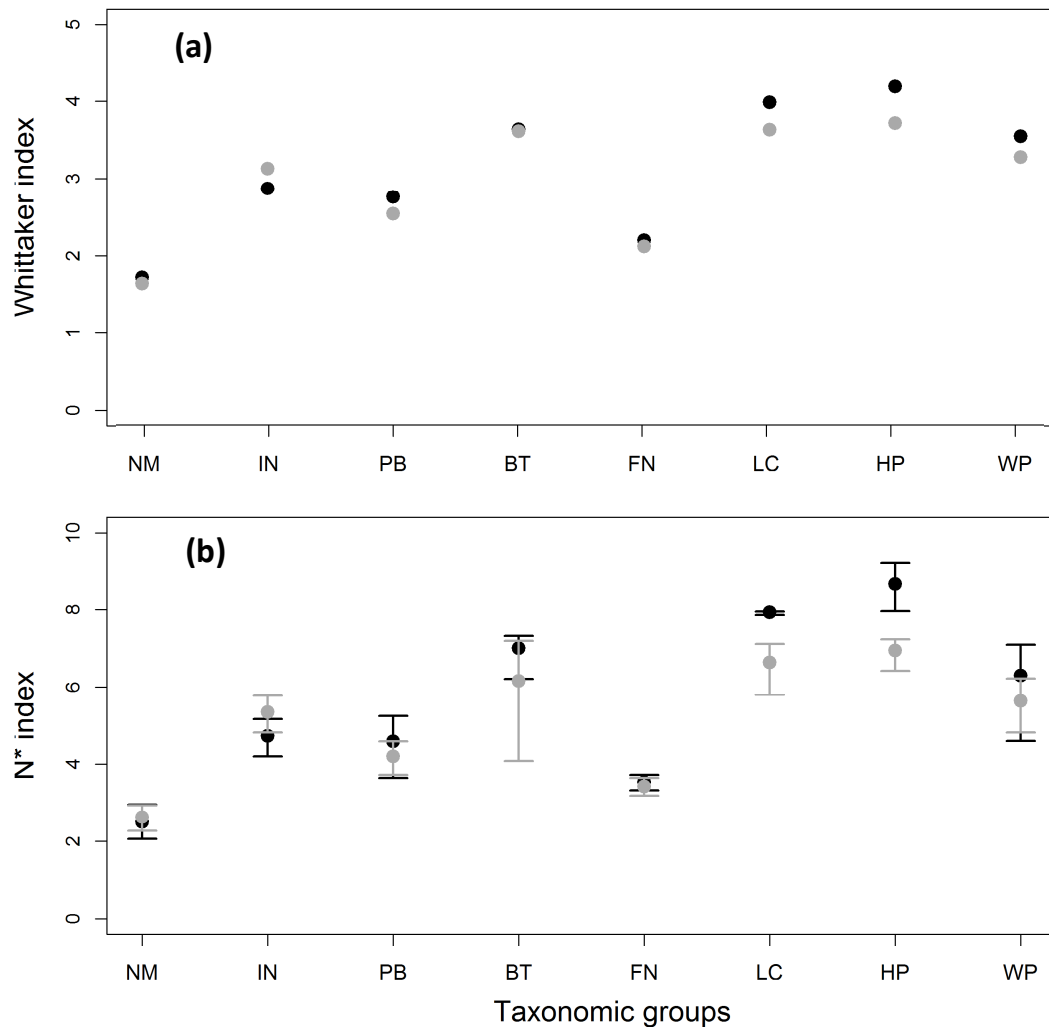 (a)
Whittaker index
5
4
3
2
1
0
NM IN PB BT FN LC HP WP
(b)
N* index
10
8
6
4
2
0
NM IN PB BT FN LC HP WP
Taxonomic groups